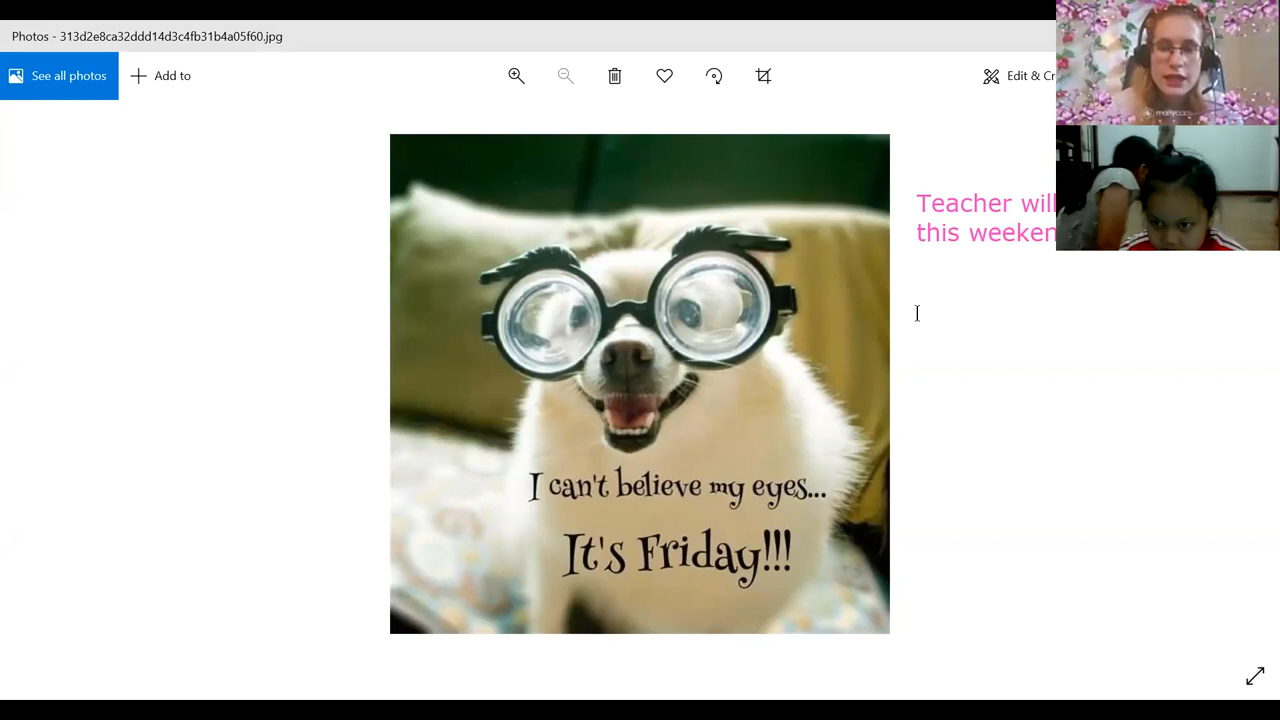 Photos - 313d2e8ca32ddd14d3c4fb31b4a05f60.jpg
See all photos
Add to
Edit & Cr
Teacher will
this weeken
I can't believe my eyes...
It's Friday!!!